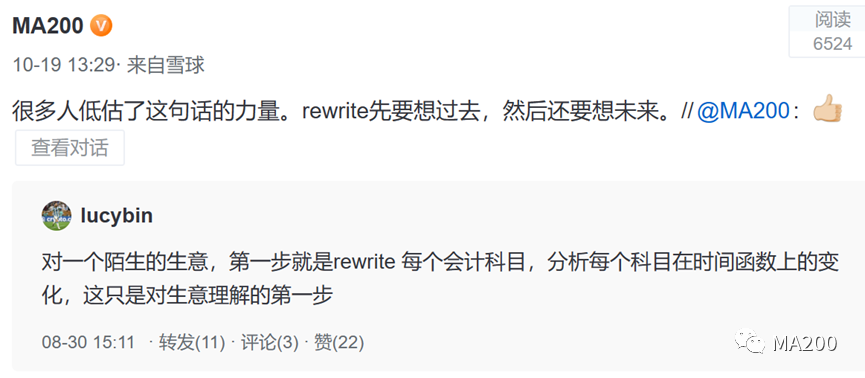 MA200
阅读
6524
10-19 13:29· 来自雪球
很多人低估了这句话的力量。rewrite先要想过去，然后还要想未来。//@MA200：
查看对话
lucybin
对一个陌生的生意，第一步就是rewrite 每个会计科目，分析每个科目在时间函数上的变
化，这只是对生意理解的第一步
08-30 15:11 · 转发(11) · 评论(3) · 赞(22)
MA200